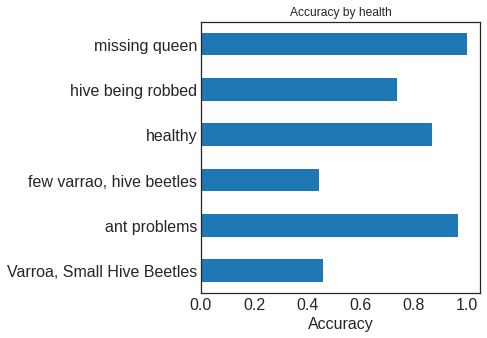 Accuracy by health
missing queen
hive being robbed
healthy
few varrao, hive beetles
ant problems
Varroa, Small Hive Beetles
0.0 0.2 0.4 0.6 0.8 1.0
Accuracy